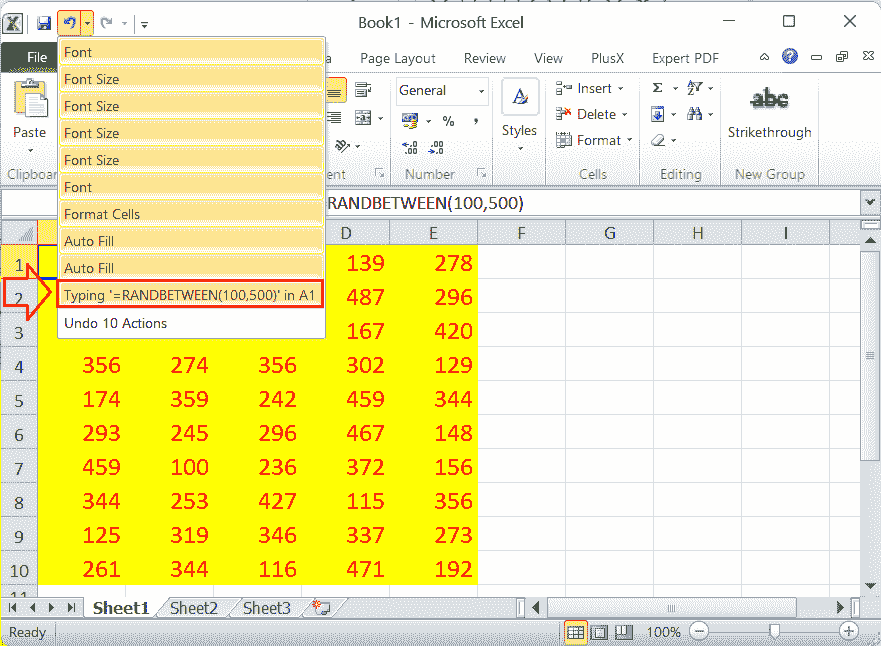 Book1 - Microsoft Excel
File a Page Layout Review View PlusX Expert PDF
Font
Font Size
Font Size
Font Size
Font Size
Font
Format Cells
Auto Fill
Auto Fill
Typing '=RANDBETWEEN(100,500)' in A1
Undo 10 Actions
Paste
Clipboar
ent
General
%
Number
Styles
Insert
Delete
Format
Cells
Σ
Editing
abc
Strikethrough
New Group
RANDBETWEEN(100,500)
D E F G H I
1 139 278
2 487 296
3 167 420
4 356 274 356 302 129
5 174 359 242 459 344
6 293 245 296 467 148
7 459 100 236 372 156
8 344 253 427 115 356
9 125 319 346 337 273
10 261 344 116 471 192
11
Sheet1 Sheet2 Sheet3
Ready 100%